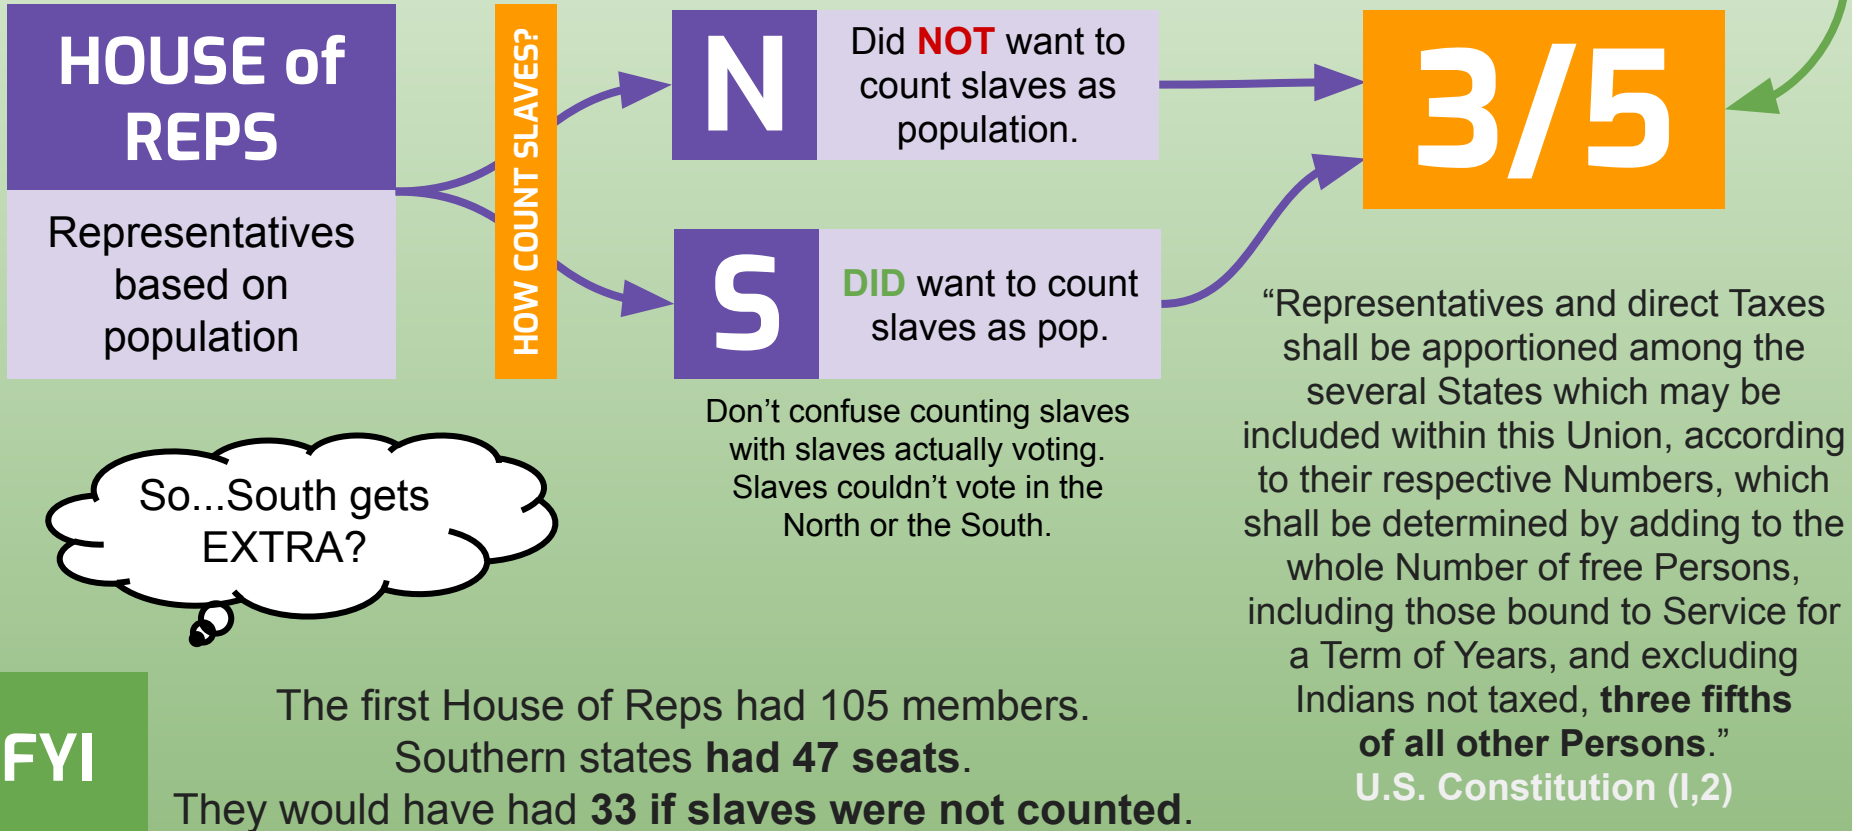 HOUSE of
REPS
Representatives
based on
population
HOW COUNT SLAVES?
N
Did NOT want to
count slaves as
population.
S
DID want to count
slaves as pop.
Don’t confuse counting slaves
with slaves actually voting.
Slaves couldn’t vote in the
North or the South.
3/5
“Representatives and direct Taxes
shall be apportioned among the
several States which may be
included within this Union, according
to their respective Numbers, which
shall be determined by adding to the
whole Number of free Persons,
including those bound to Service for
a Term of Years, and excluding
Indians not taxed, three fifths
of all other Persons.”
U.S. Constitution (I,2)
So...South gets
EXTRA?
FYI
The first House of Reps had 105 members.
Southern states had 47 seats.
They would have had 33 if slaves were not counted.